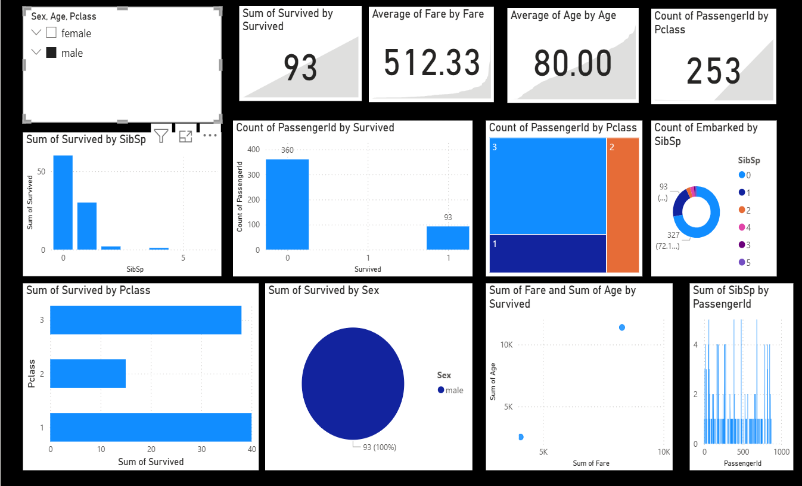 Sex, Age, Pclass
female
male
Sum of Survived by
Survived
93
Average of Fare by Fare
512.33
Average of Age by Age
80.00
Count of PassengerId by
Pclass
253
Sum of Survived by SibSp
Sum of Survived
50
0
0
5
SibSp
Count of PassengerId by Survived
Count of PassengerId
400
300
200
100
0
360
93
0
1
1
Survived
Count of PassengerId by Pclass
3
2
1
Count of Embarked by
SibSp
93
(...)
327
(72.1...)
SibSp
0
1
2
4
3
5
Sum of Survived by Pclass
Pclass
3
2
1
0
10
20
30
40
Sum of Survived
Sum of Survived by Sex
Sex
male
93 (100%)
Sum of Fare and Sum of Age by
Survived
Sum of Age
10K
5K
5K
10K
Sum of Fare
Sum of SibSp by
PassengerId
4
2
0
0
500
1000
PassengerId